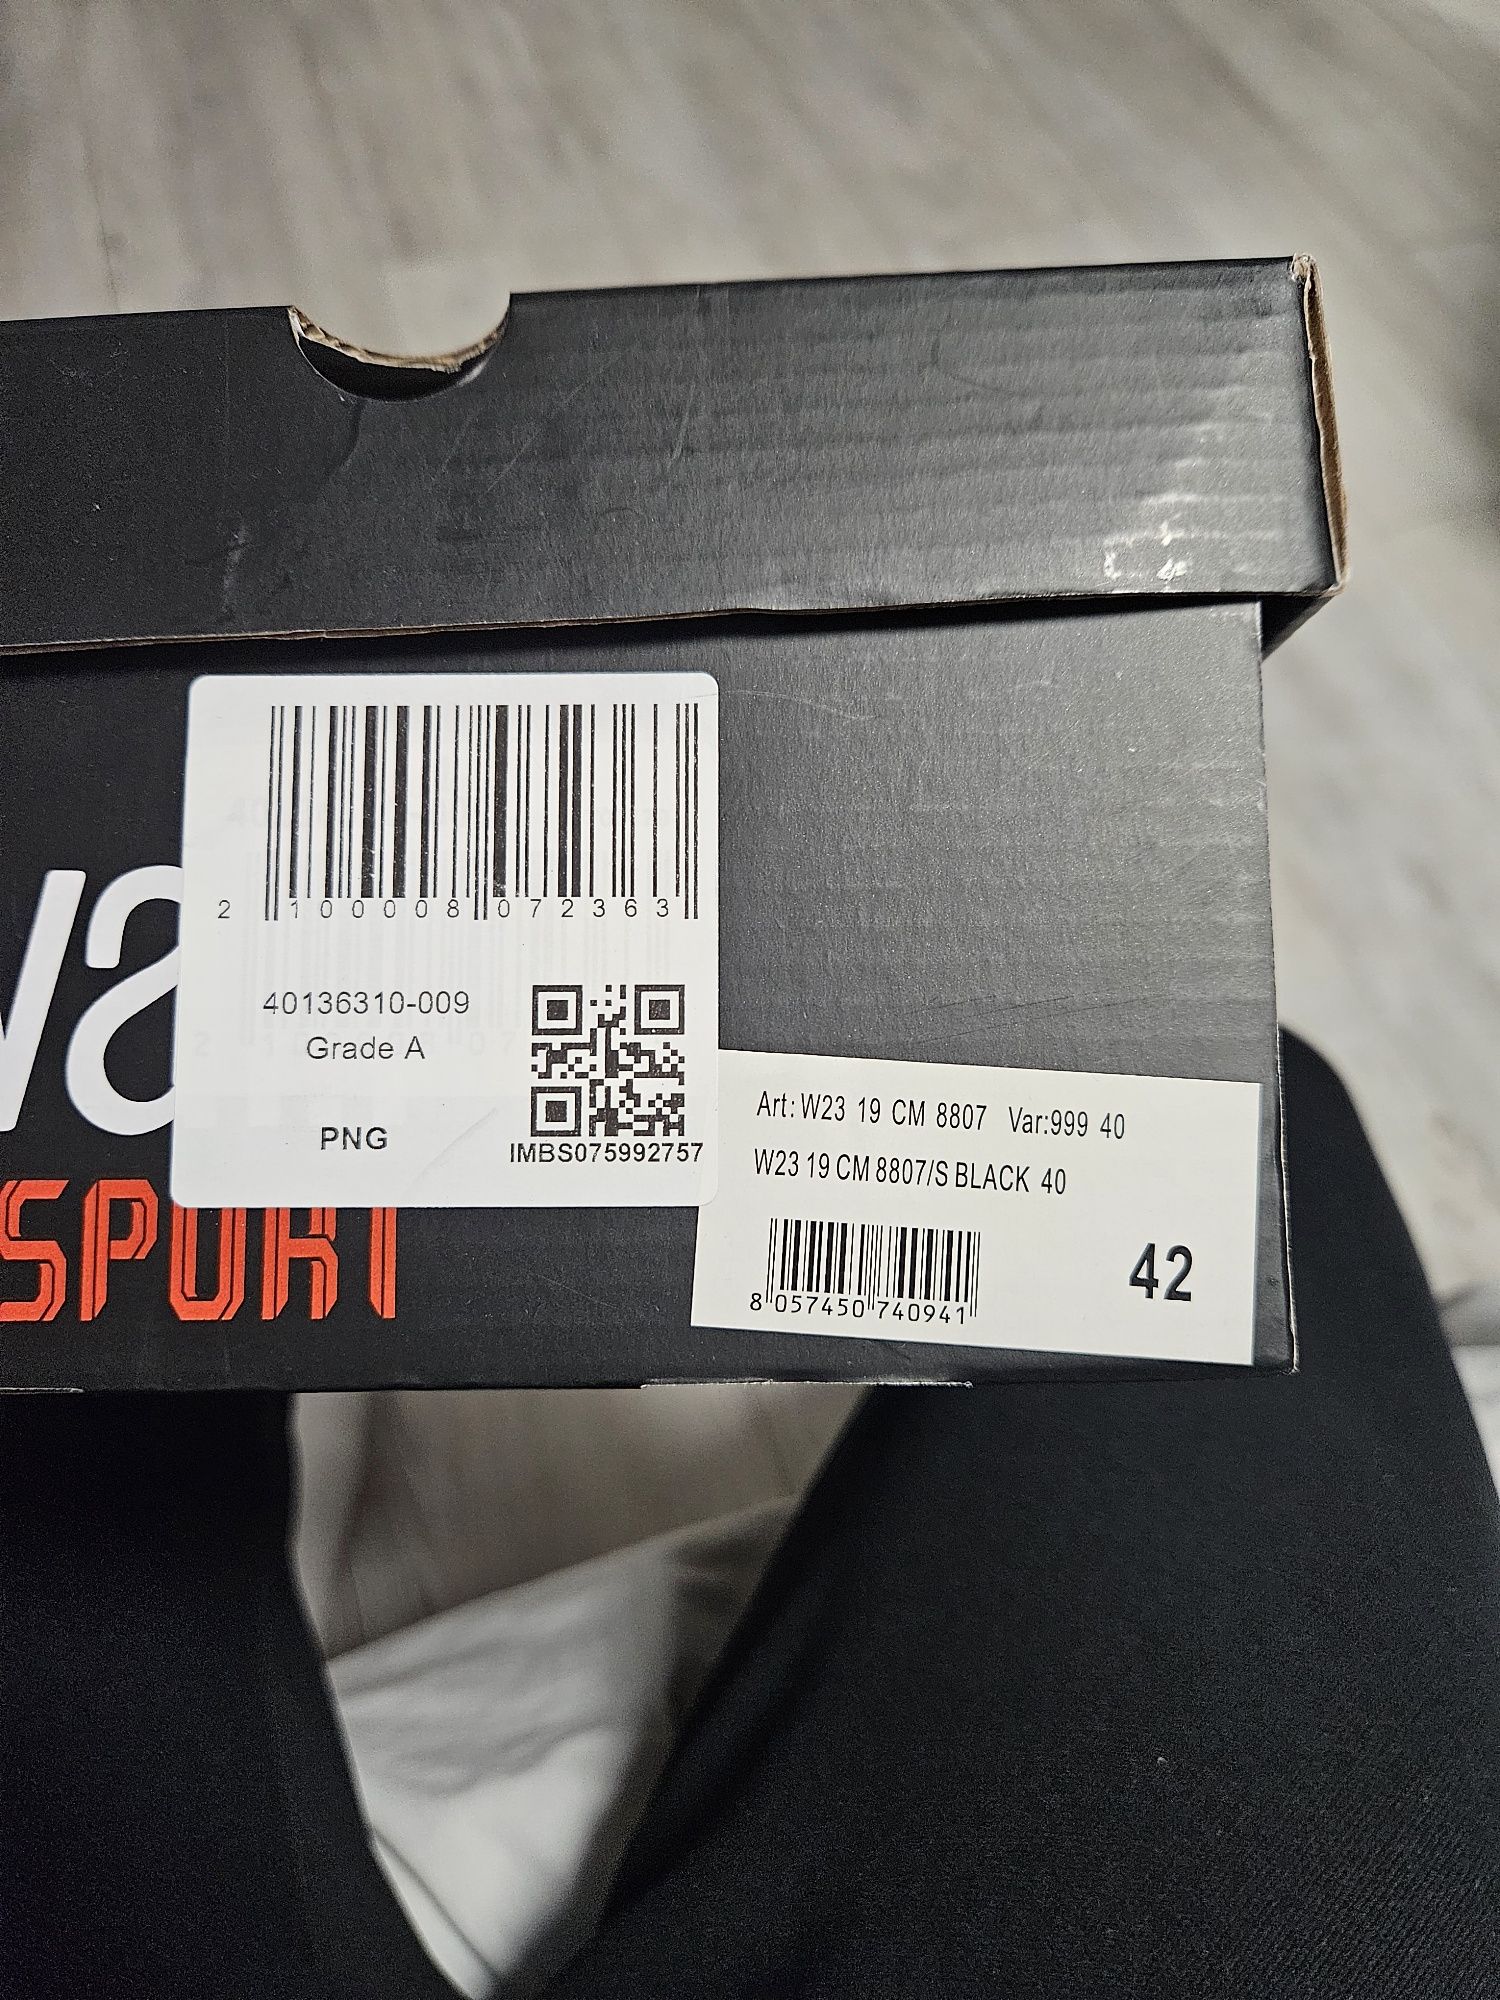 2 100008 072363
40136310-009
Grade A
PNG
IMBS075992757
SPORT
Art:W23 19 CM 8807 Var:999 40
W23 19 CM 8807/S BLACK 40
42
8 057450 740941